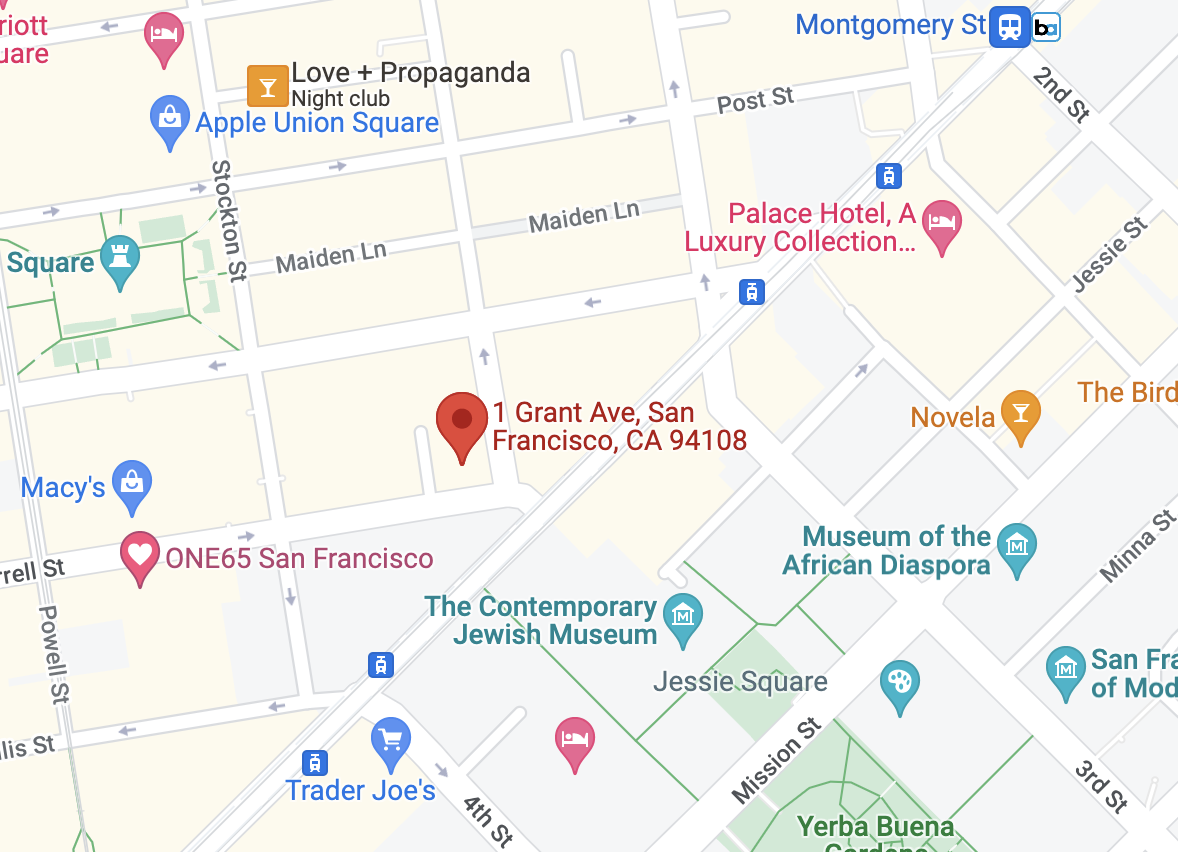 riott
uare
Montgomery St
ba
2nd St
Love + Propaganda
Night club
Apple Union Square
Post St
Stockton St
Maiden Ln
Maiden Ln
Palace Hotel, A
Luxury Collection...
Jessie St
Square
1 Grant Ave, San
Francisco, CA 94108
The Bird
Novela
Macy's
ONE65 San Francisco
rrell St
Museum of the
African Diaspora
Minna St
The Contemporary
Jewish Museum
Powell St
Jessie Square
San Fra
of Mod
llis St
Mission St
3rd St
Trader Joe's
4th St
Yerba Buena
Gardens